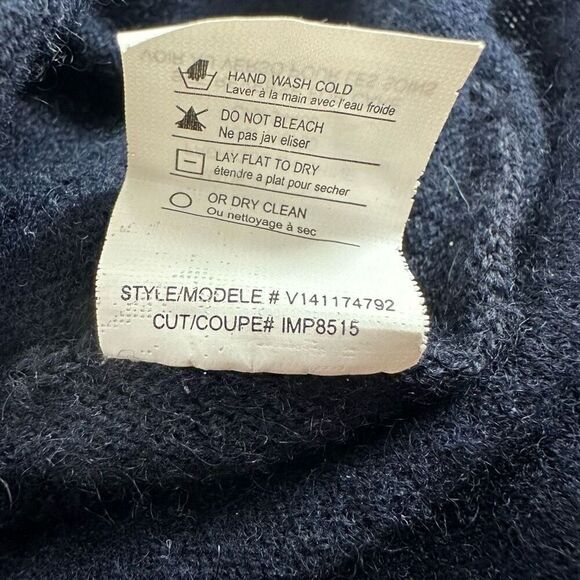 HAND WASH COLD
Laver à la main avec l'eau froide
DO NOT BLEACH
Ne pas jav eliser
LAY FLAT TO DRY
étendre a plat pour secher
OR DRY CLEAN
Ou nettoyage à sec
STYLE/MODELE # V141174792
CUT/COUPE# IMP8515